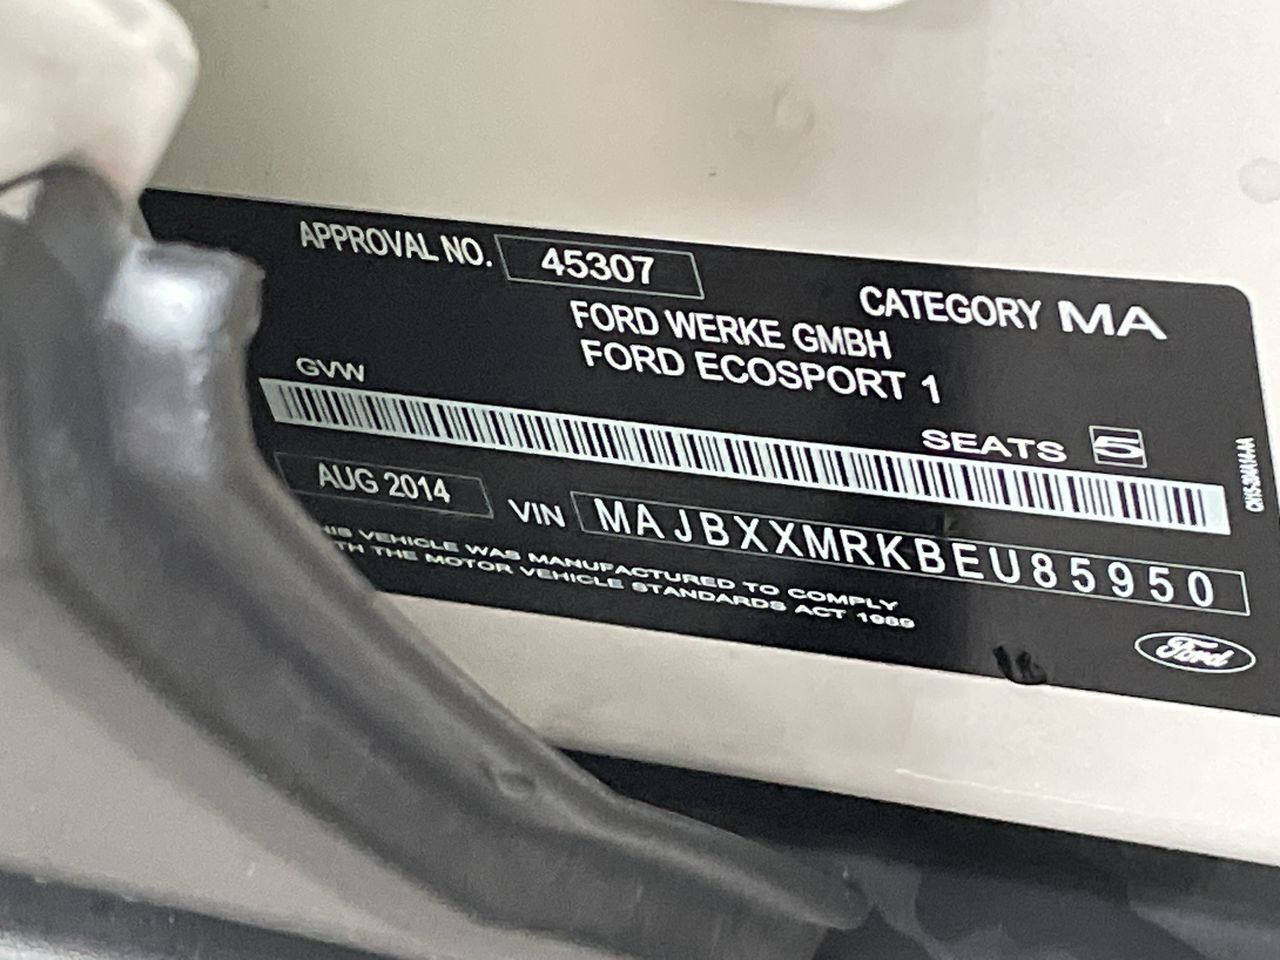 APPROVAL NO. 45307
CATEGORY MA
FORD WERKE GMBH
FORD ECOSPORT 1
GVW
SEATS 5
AUG 2014
VIN MAJBXXMRKBEU85950
VEHICLE WAS MANUFACTURED TO COMPLY
THE MOTOR VEHICLE STANDARDS ACT 1989
Ford